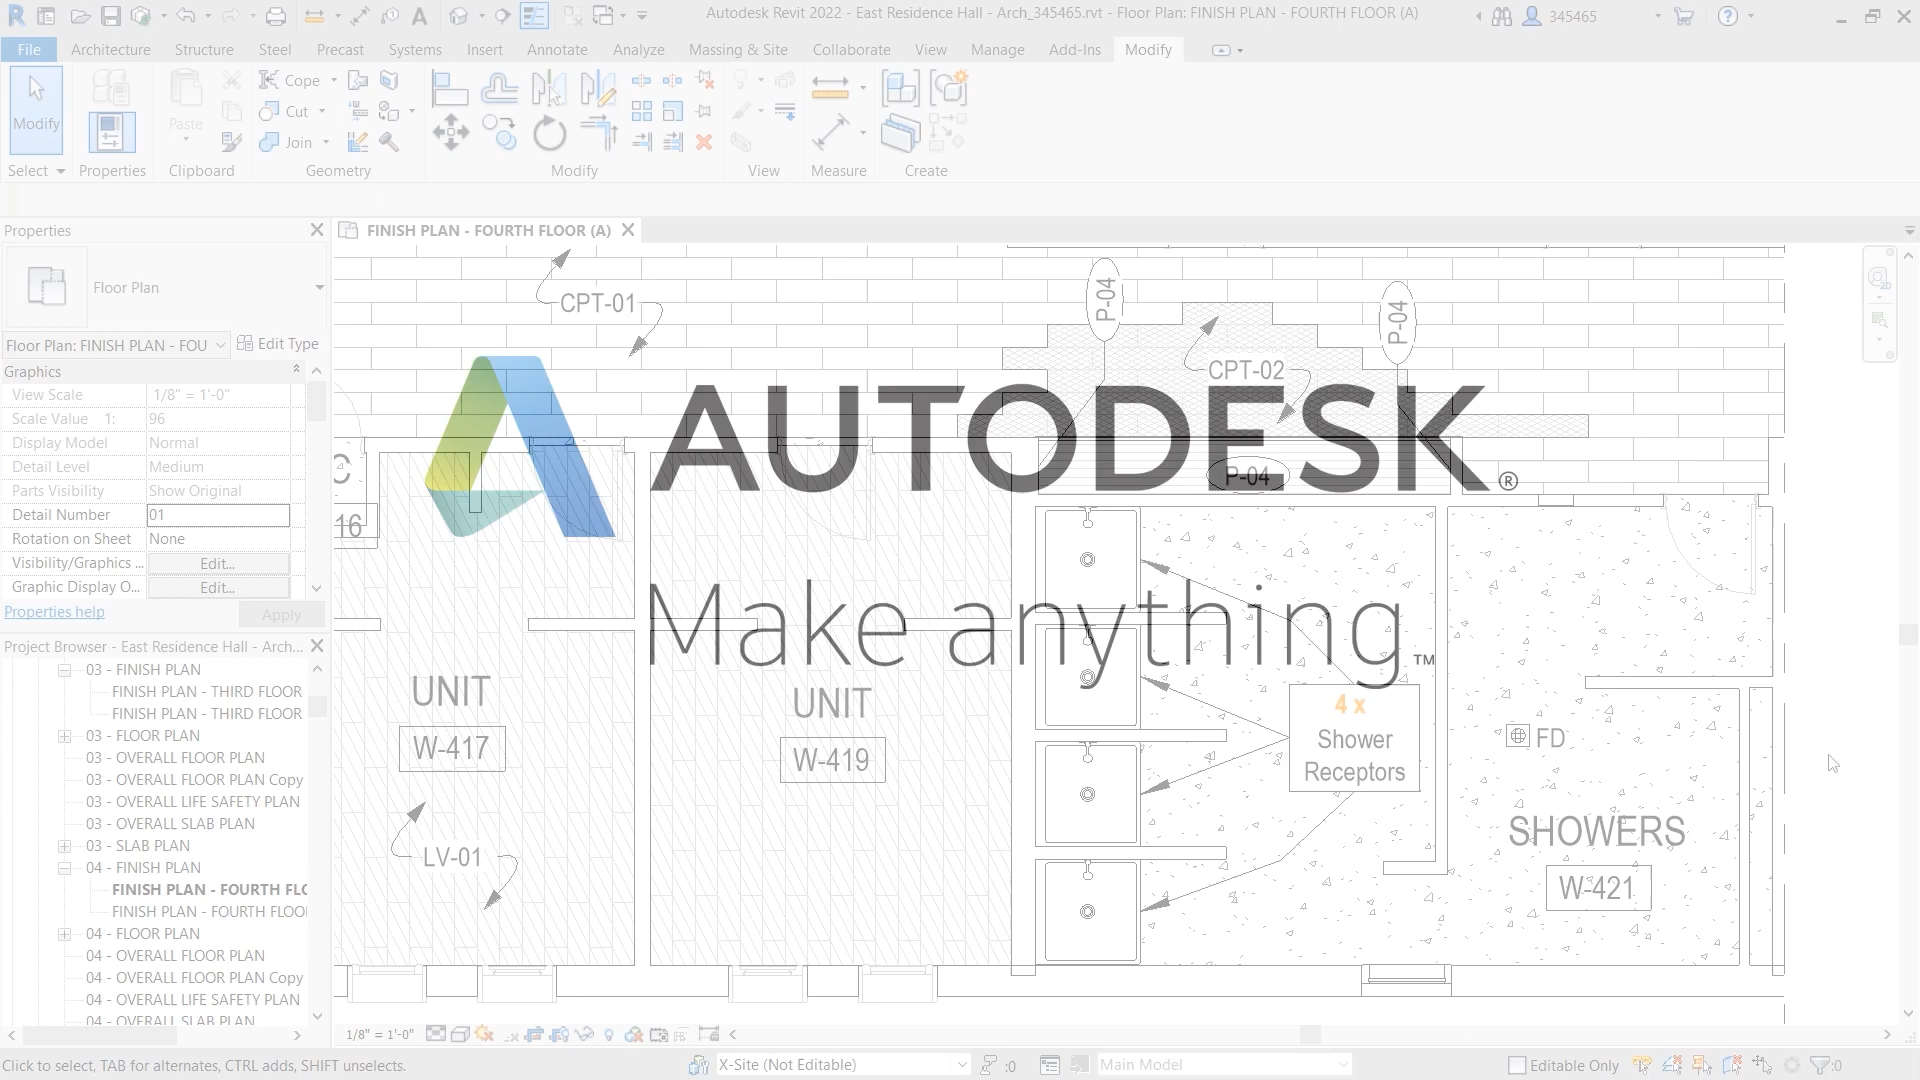 Autodesk Revit 2022 - East Residence Hall - Arch_345465.rvt - Floor Plan: FINISH PLAN - FOURTH FLOOR (A)
345465
File Architecture Structure Steel Precast Systems Insert Annotate Analyze Massing & Site Collaborate View Manage Add-Ins Modify
Modify
Paste
Cope
Cut
Join
Select Properties Clipboard Geometry Modify View Measure Create
Properties
Floor Plan
Floor Plan: FINISH PLAN - FOU
Edit Type
Graphics
View Scale 1/8" = 1'-0"
Scale Value 1: 96
Display Model Normal
Detail Level Medium
Parts Visibility Show Original
Detail Number 01
Rotation on Sheet None
Visibility/Graphics ... Edit...
Graphic Display O... Edit...
Properties help
Apply
Project Browser - East Residence Hall - Arch...
03 - FINISH PLAN
FINISH PLAN - THIRD FLOOR
FINISH PLAN - THIRD FLOOR
03 - FLOOR PLAN
03 - OVERALL FLOOR PLAN
03 - OVERALL FLOOR PLAN Copy
03 - OVERALL LIFE SAFETY PLAN
03 - OVERALL SLAB PLAN
03 - SLAB PLAN
04 - FINISH PLAN
FINISH PLAN - FOURTH FLO
FINISH PLAN - FOURTH FLOO
04 - FLOOR PLAN
04 - OVERALL FLOOR PLAN
04 - OVERALL FLOOR PLAN Copy
04 - OVERALL LIFE SAFETY PLAN
04 - OVERALL SLAB PLAN
FINISH PLAN - FOURTH FLOOR (A)
CPT-01
P-04
P-04
CPT-02
AUTODESK®
P-04
16
Make anything™
UNIT
W-417
LV-01
UNIT
W-419
4 x
Shower
Receptors
FD
SHOWERS
W-421
2D
1/8" = 1'-0"
Click to select, TAB for alternates, CTRL adds, SHIFT unselects.
X-Site (Not Editable)
:0
Main Model
Editable Only
:0